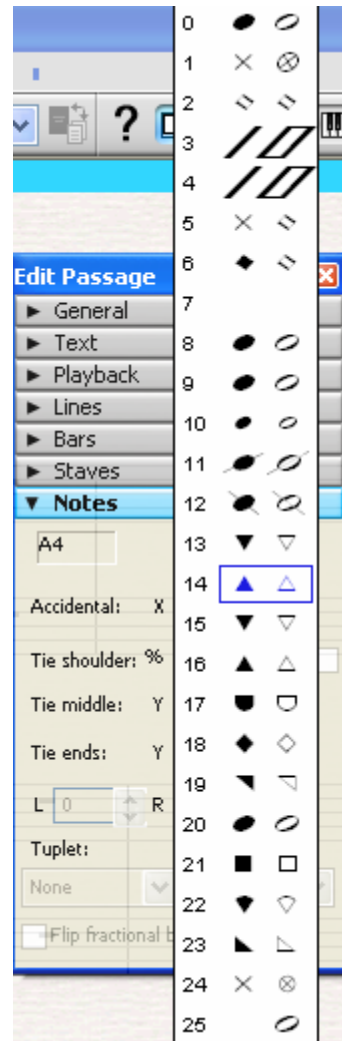 0
1
2
?
3
4
5
6
Edit Passage
7
General
Text
8
Playback
9
Lines
10
Bars
11
Staves
Notes
12
A4
13
14
Accidental: X
15
Tie shoulder: %
16
Tie middle: Y
17
18
Tie ends: Y
19
L 0 R
20
Tuplet:
21
None
22
Flip fractional b
23
24
25